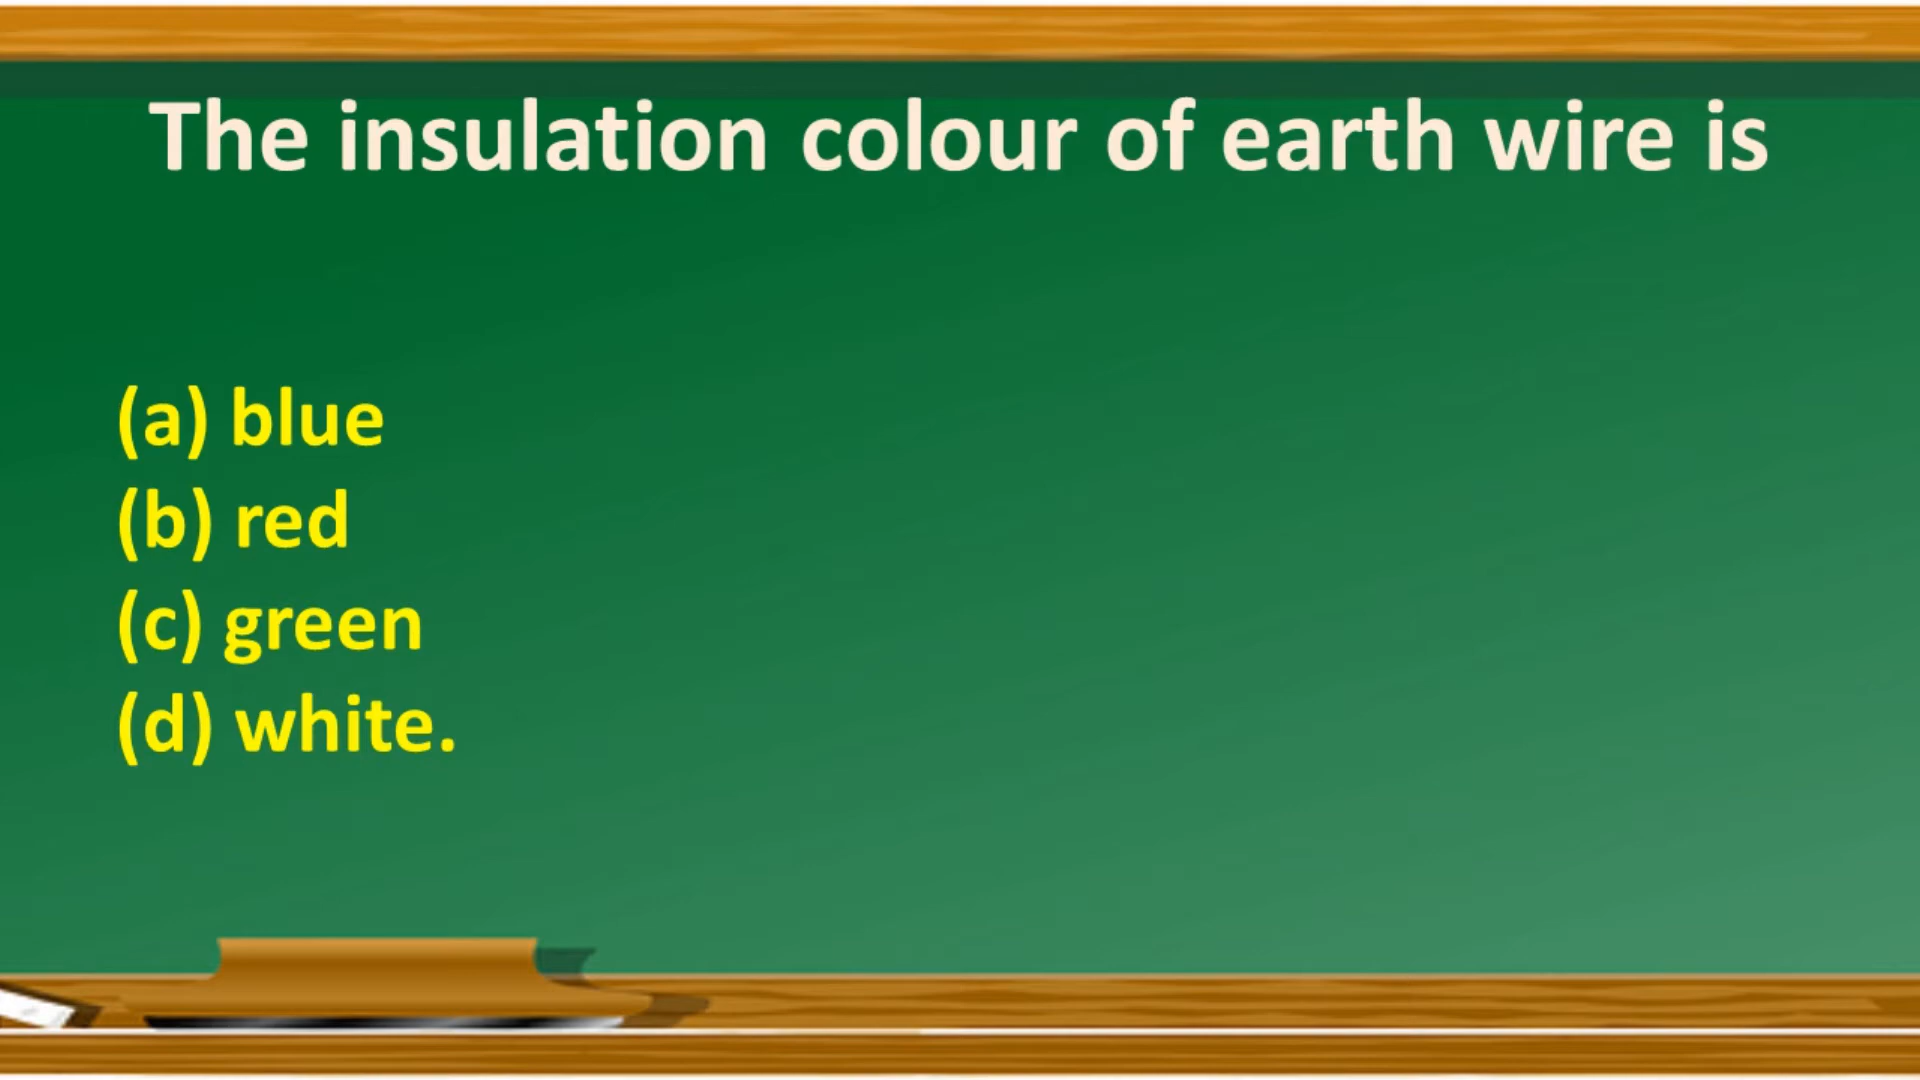 The insulation colour of earth wire is
(a) blue
(b) red
(c) green
(d) white.